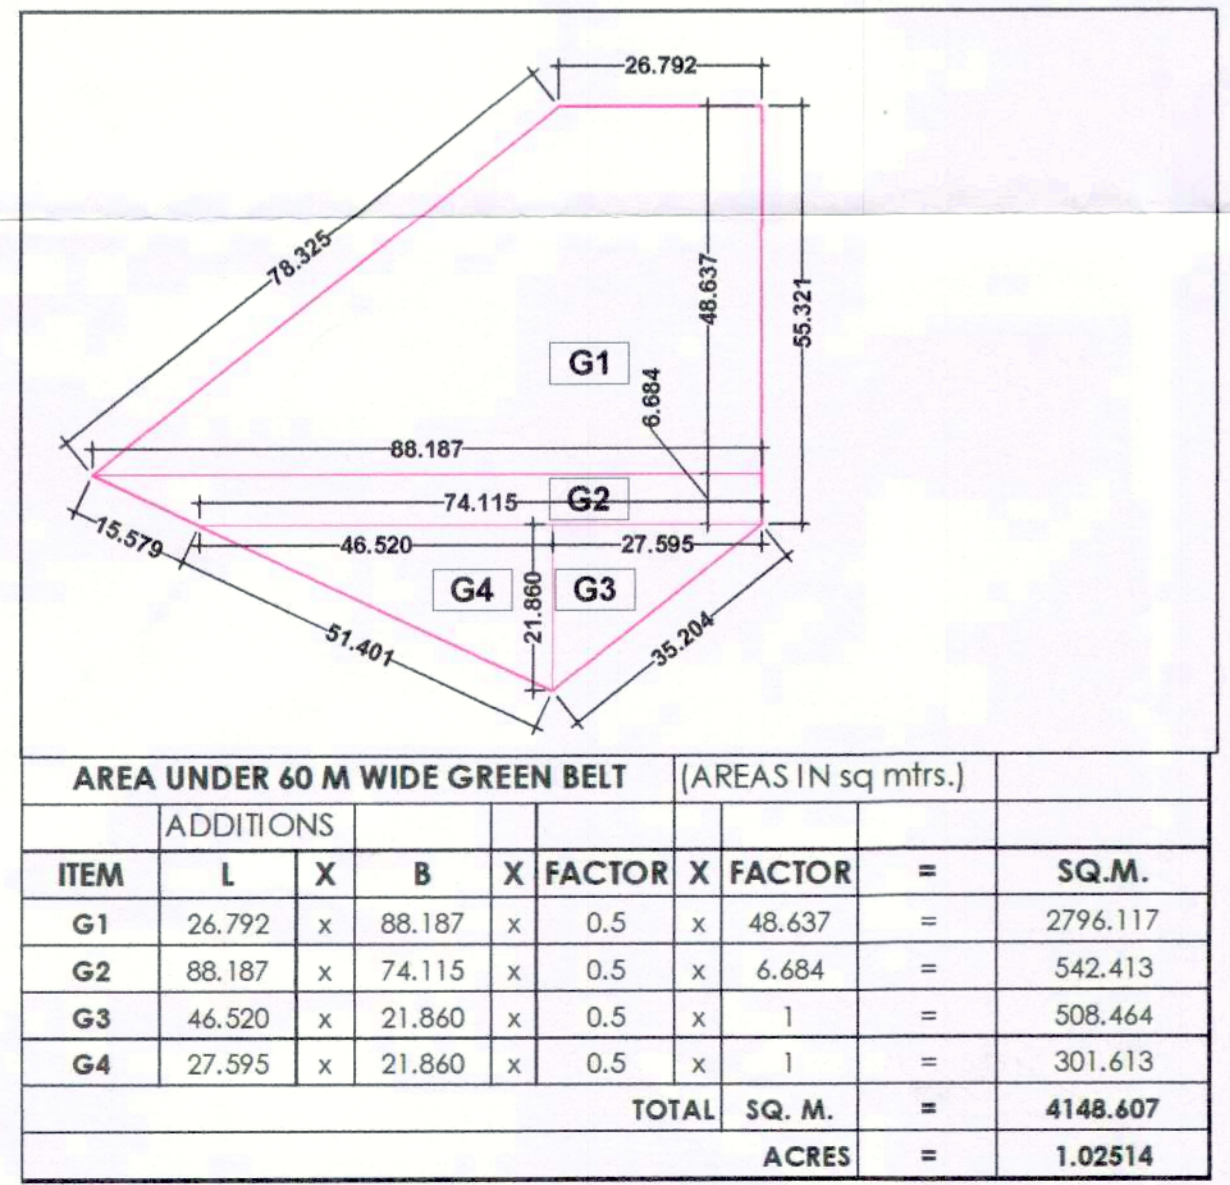 26.792
78.325
48.637
55.321
G1
6.684
88.187
74.115
G2
15.579
46.520
27.595
G4
21.860
G3
51.401
35.204
AREA UNDER 60 M WIDE GREEN BELT (AREAS IN sq mtrs.)
ADDITIONS
ITEM L X B X FACTOR X FACTOR = SQ.M.
G1 26.792 x 88.187 x 0.5 x 48.637 = 2796.117
G2 88.187 x 74.115 x 0.5 x 6.684 = 542.413
G3 46.520 x 21.860 x 0.5 x 1 = 508.464
G4 27.595 x 21.860 x 0.5 x 1 = 301.613
TOTAL SQ. M. = 4148.607
ACRES = 1.02514